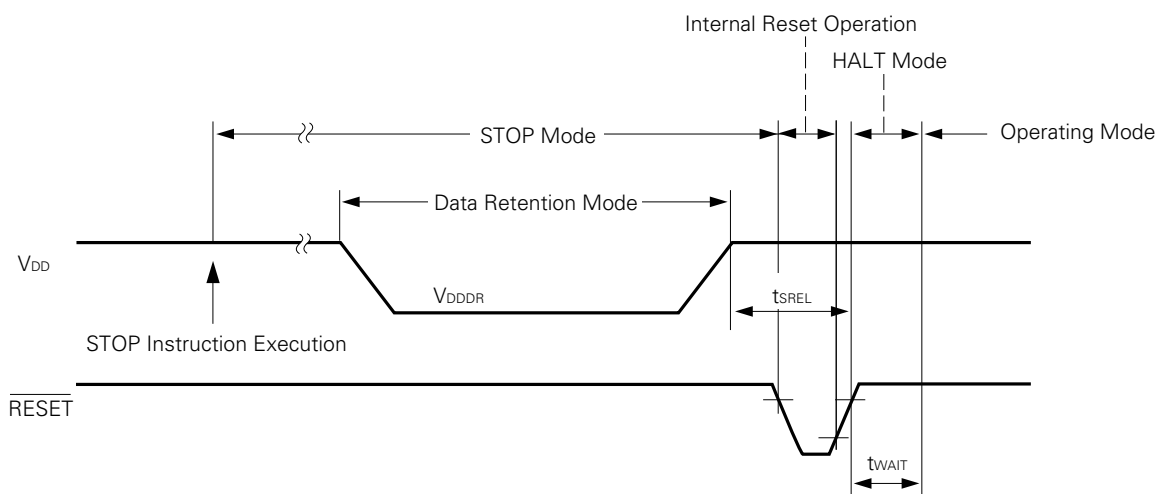 Internal Reset Operation
HALT Mode
STOP Mode
Operating Mode
Data Retention Mode
VDD
VDDDR
tSREL
STOP Instruction Execution
RESET
tWAIT